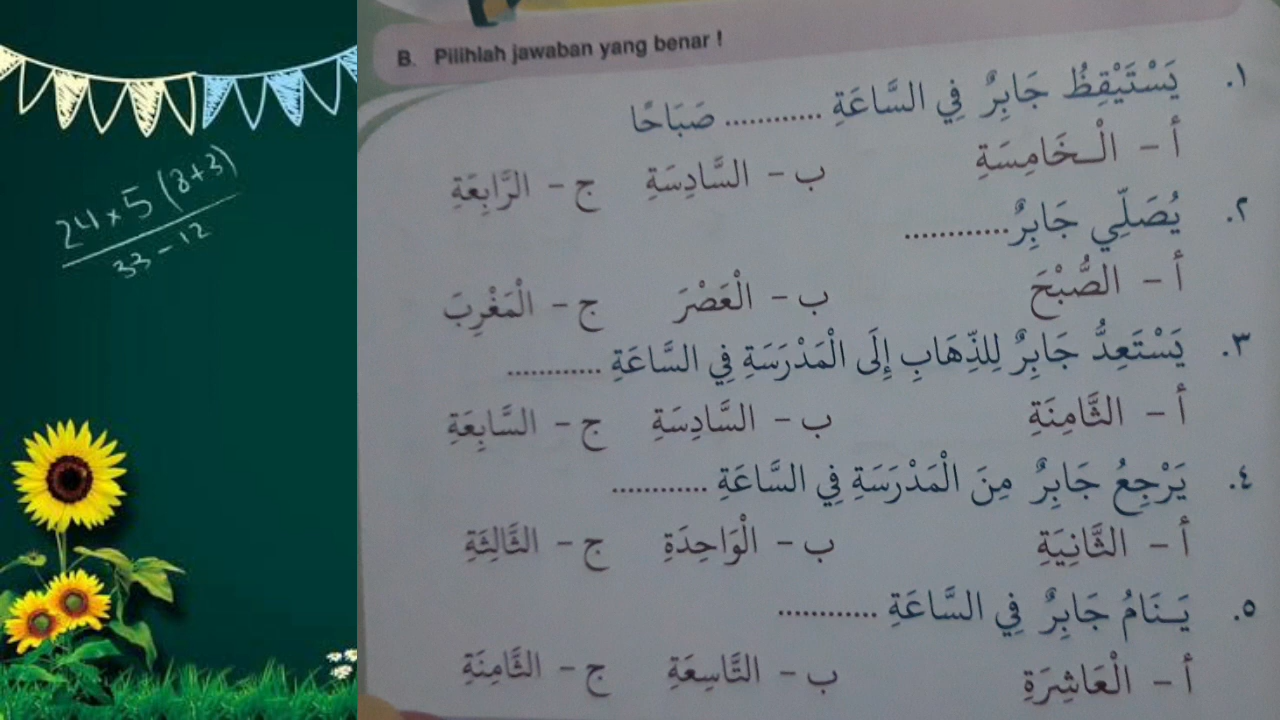 24 × 5 (8+3)
33 - 12
B. Pilihlah jawaban yang benar !
١. يَسْتَيْقِظُ جَابِرٌ فِي السَّاعَةِ ............ صَبَاحًا
أ - الْخَامِسَةِ ب - السَّادِسَةِ ج - الرَّابِعَةِ
٢. يُصَلِّي جَابِرٌ ............
أ - الصُّبْحَ ب - الْعَصْرَ ج - الْمَغْرِبَ
٣. يَسْتَعِدُّ جَابِرٌ لِلذِّهَابِ إِلَى الْمَدْرَسَةِ فِي السَّاعَةِ ............
أ - الثَّامِنَةِ ب - السَّادِسَةِ ج - السَّابِعَةِ
٤. يَرْجِعُ جَابِرٌ مِنَ الْمَدْرَسَةِ فِي السَّاعَةِ ............
أ - الثَّانِيَةِ ب - الْوَاحِدَةِ ج - الثَّالِثَةِ
٥. يَنَامُ جَابِرٌ فِي السَّاعَةِ ............
أ - الْعَاشِرَةِ ب - التَّاسِعَةِ ج - الثَّامِنَةِ